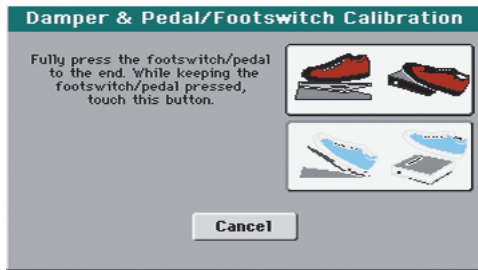 Damper & Pedal/Footswitch Calibration
Fully press the footswitch/pedal
to the end. While keeping the
footswitch/pedal pressed,
touch this button.
Cancel